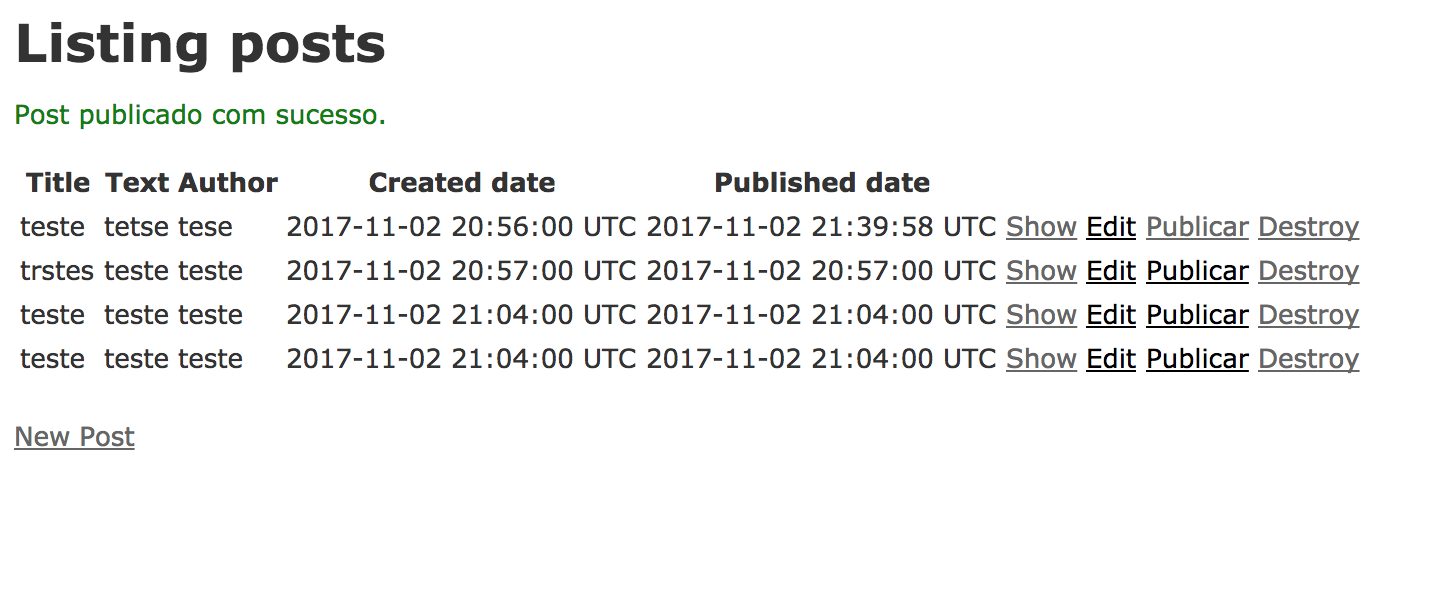 Listing posts
Post publicado com sucesso.
Title Text Author Created date Published date
teste tetse tese 2017-11-02 20:56:00 UTC 2017-11-02 21:39:58 UTC Show Edit Publicar Destroy
trstes teste teste 2017-11-02 20:57:00 UTC 2017-11-02 20:57:00 UTC Show Edit Publicar Destroy
teste teste teste 2017-11-02 21:04:00 UTC 2017-11-02 21:04:00 UTC Show Edit Publicar Destroy
teste teste teste 2017-11-02 21:04:00 UTC 2017-11-02 21:04:00 UTC Show Edit Publicar Destroy
New Post